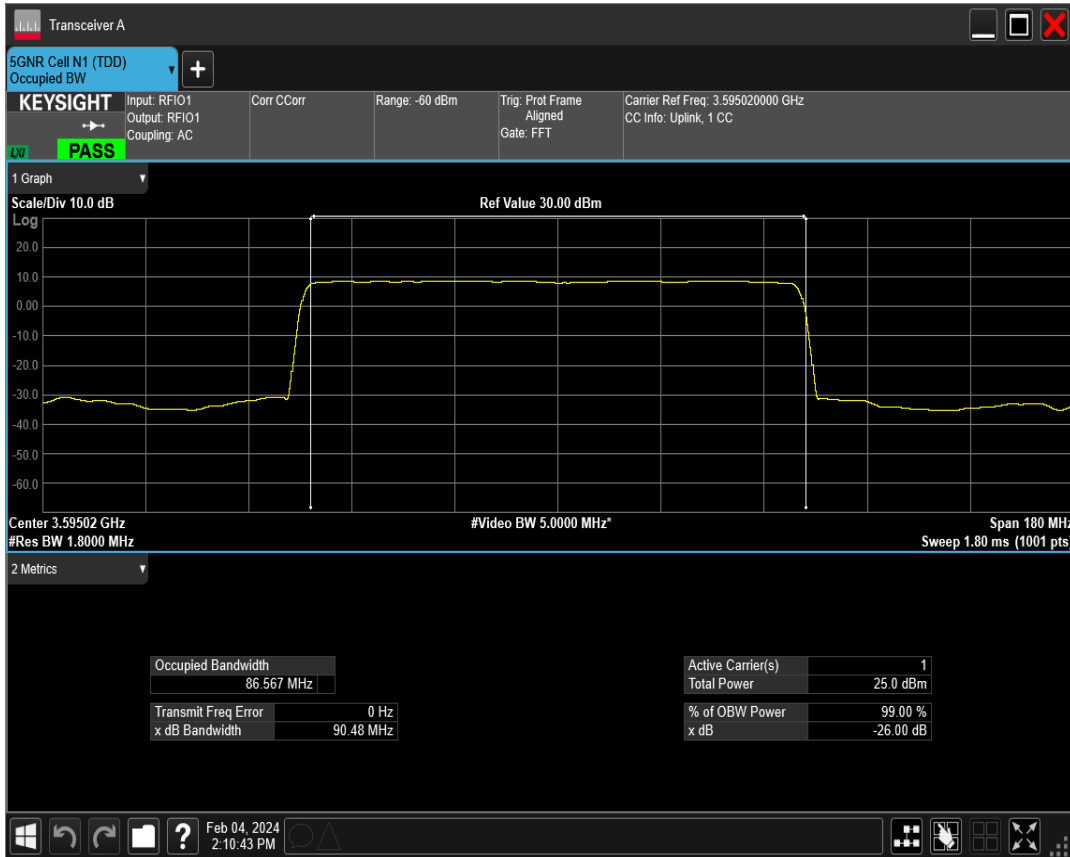 Transceiver A
5GNR Cell N1 (TDD)
Occupied BW
+
KEYSIGHT
LXI
PASS
Input: RFIO1
Output: RFIO1
Coupling: AC
Corr CCorr
Range: -60 dBm
Trig: Prot Frame
Aligned
Gate: FFT
Carrier Ref Freq: 3.595020000 GHz
CC Info: Uplink, 1 CC
1 Graph
Scale/Div 10.0 dB
Ref Value 30.00 dBm
Log
20.0
10.0
0.00
-10.0
-20.0
-30.0
-40.0
-50.0
-60.0
Center 3.59502 GHz
#Video BW 5.0000 MHz*
Span 180 MHz
#Res BW 1.8000 MHz
Sweep 1.80 ms (1001 pts)
2 Metrics
Occupied Bandwidth
86.567 MHz
Transmit Freq Error 0 Hz
x dB Bandwidth 90.48 MHz
Active Carrier(s) 1
Total Power 25.0 dBm
% of OBW Power 99.00 %
x dB -26.00 dB
?
Feb 04, 2024
2:10:43 PM